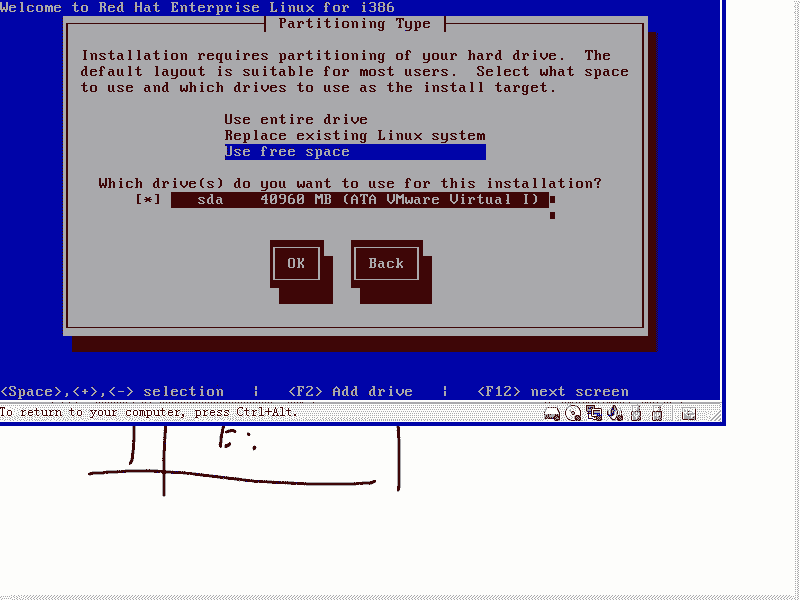 Welcome to Red Hat Enterprise Linux for i386
Partitioning Type
Installation requires partitioning of your hard drive. The
default layout is suitable for most users. Select what space
to use and which drives to use as the install target.
Use entire drive
Replace existing Linux system
Use free space
Which drive(s) do you want to use for this installation?
[*] sda 40960 MB (ATA VMware Virtual I)
OK Back
<Space>,<+>,<-> selection | <F2> Add drive | <F12> next screen
To return to your computer, press Ctrl+Alt.
E: